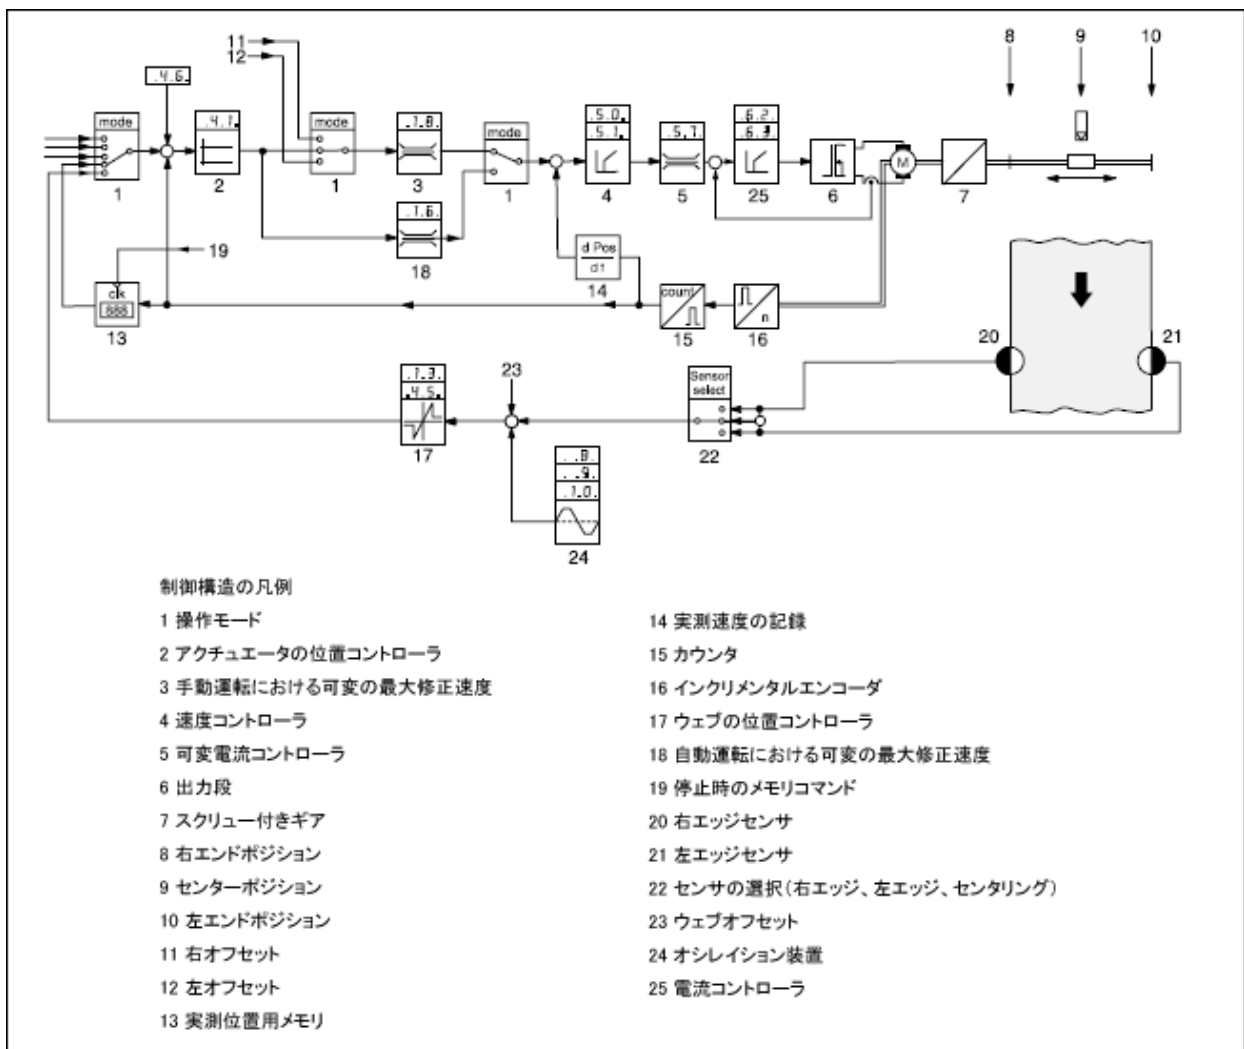 11
12
8
9
10
.4.6.
mode
.4.1.
mode
.1.8.
mode
.5.0.
.5.1.
.5.7.
.6.2.
.6.3.
M
1
2
1
3
1
4
5
25
6
7
.1.6.
19
18
d Pos
dt
14
clk
888
13
count
15
n
16
20
21
23
.1.3.
.4.5.
17
Sensor
select
22
..8.
..9.
.1.0.
24
制御構造の凡例
1 操作モード
2 アクチュエータの位置コントローラ
3 手動運転における可変の最大修正速度
4 速度コントローラ
5 可変電流コントローラ
6 出力段
7 スクリュー付きギア
8 右エンドポジション
9 センターポジション
10 左エンドポジション
11 右オフセット
12 左オフセット
13 実測位置用メモリ
14 実測速度の記録
15 カウンタ
16 インクリメンタルエンコーダ
17 ウェブの位置コントローラ
18 自動運転における可変の最大修正速度
19 停止時のメモリコマンド
20 右エッジセンサ
21 左エッジセンサ
22 センサの選択(右エッジ、左エッジ、センタリング)
23 ウェブオフセット
24 オシレイション装置
25 電流コントローラ